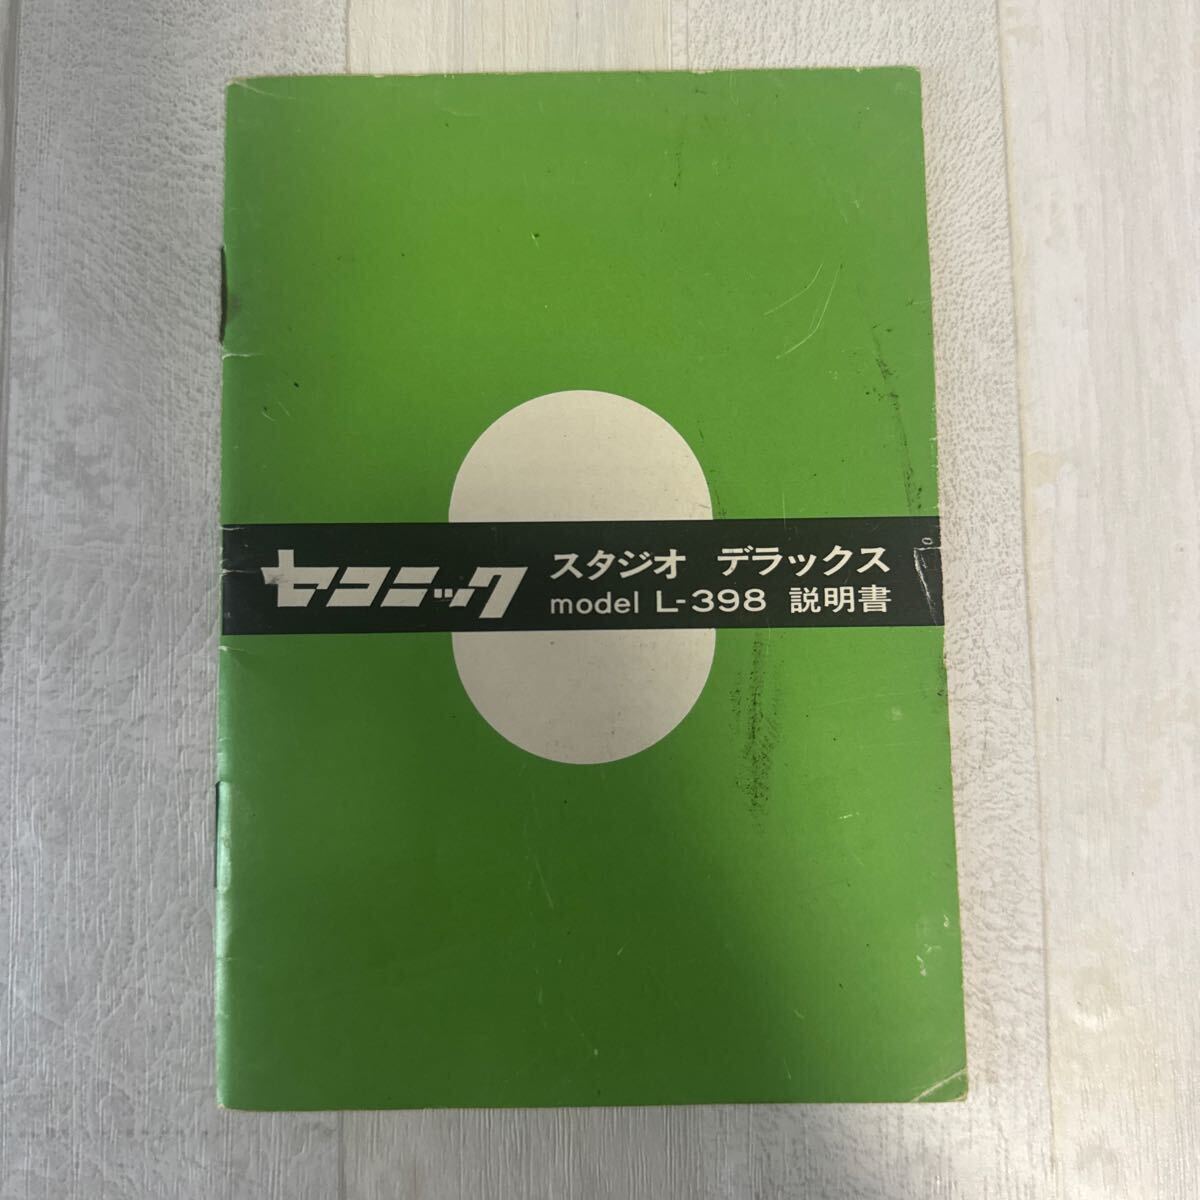 セコニック
スタジオ デラックス
model L-398 説明書